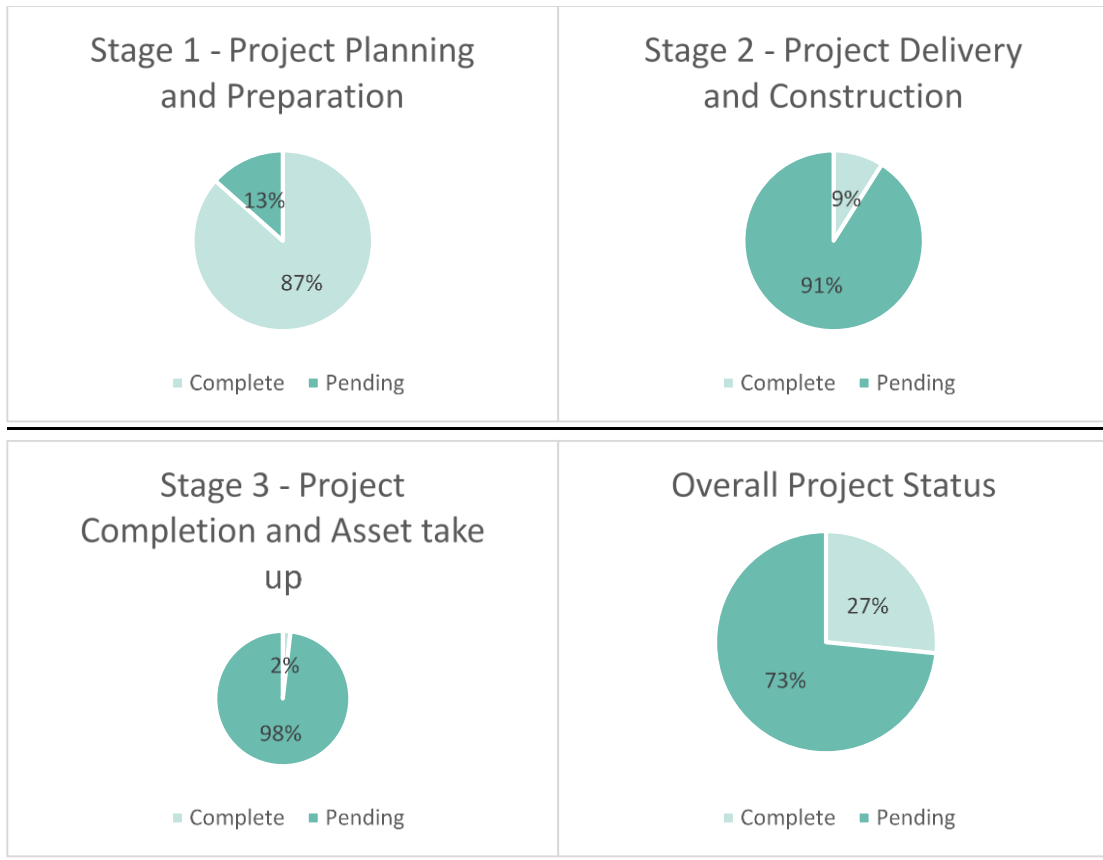 Stage 1 - Project Planning
and Preparation
13%
87%
Complete Pending
Stage 2 - Project Delivery
and Construction
9%
91%
Complete Pending
Stage 3 - Project
Completion and Asset take
up
2%
98%
Complete Pending
Overall Project Status
27%
73%
Complete Pending